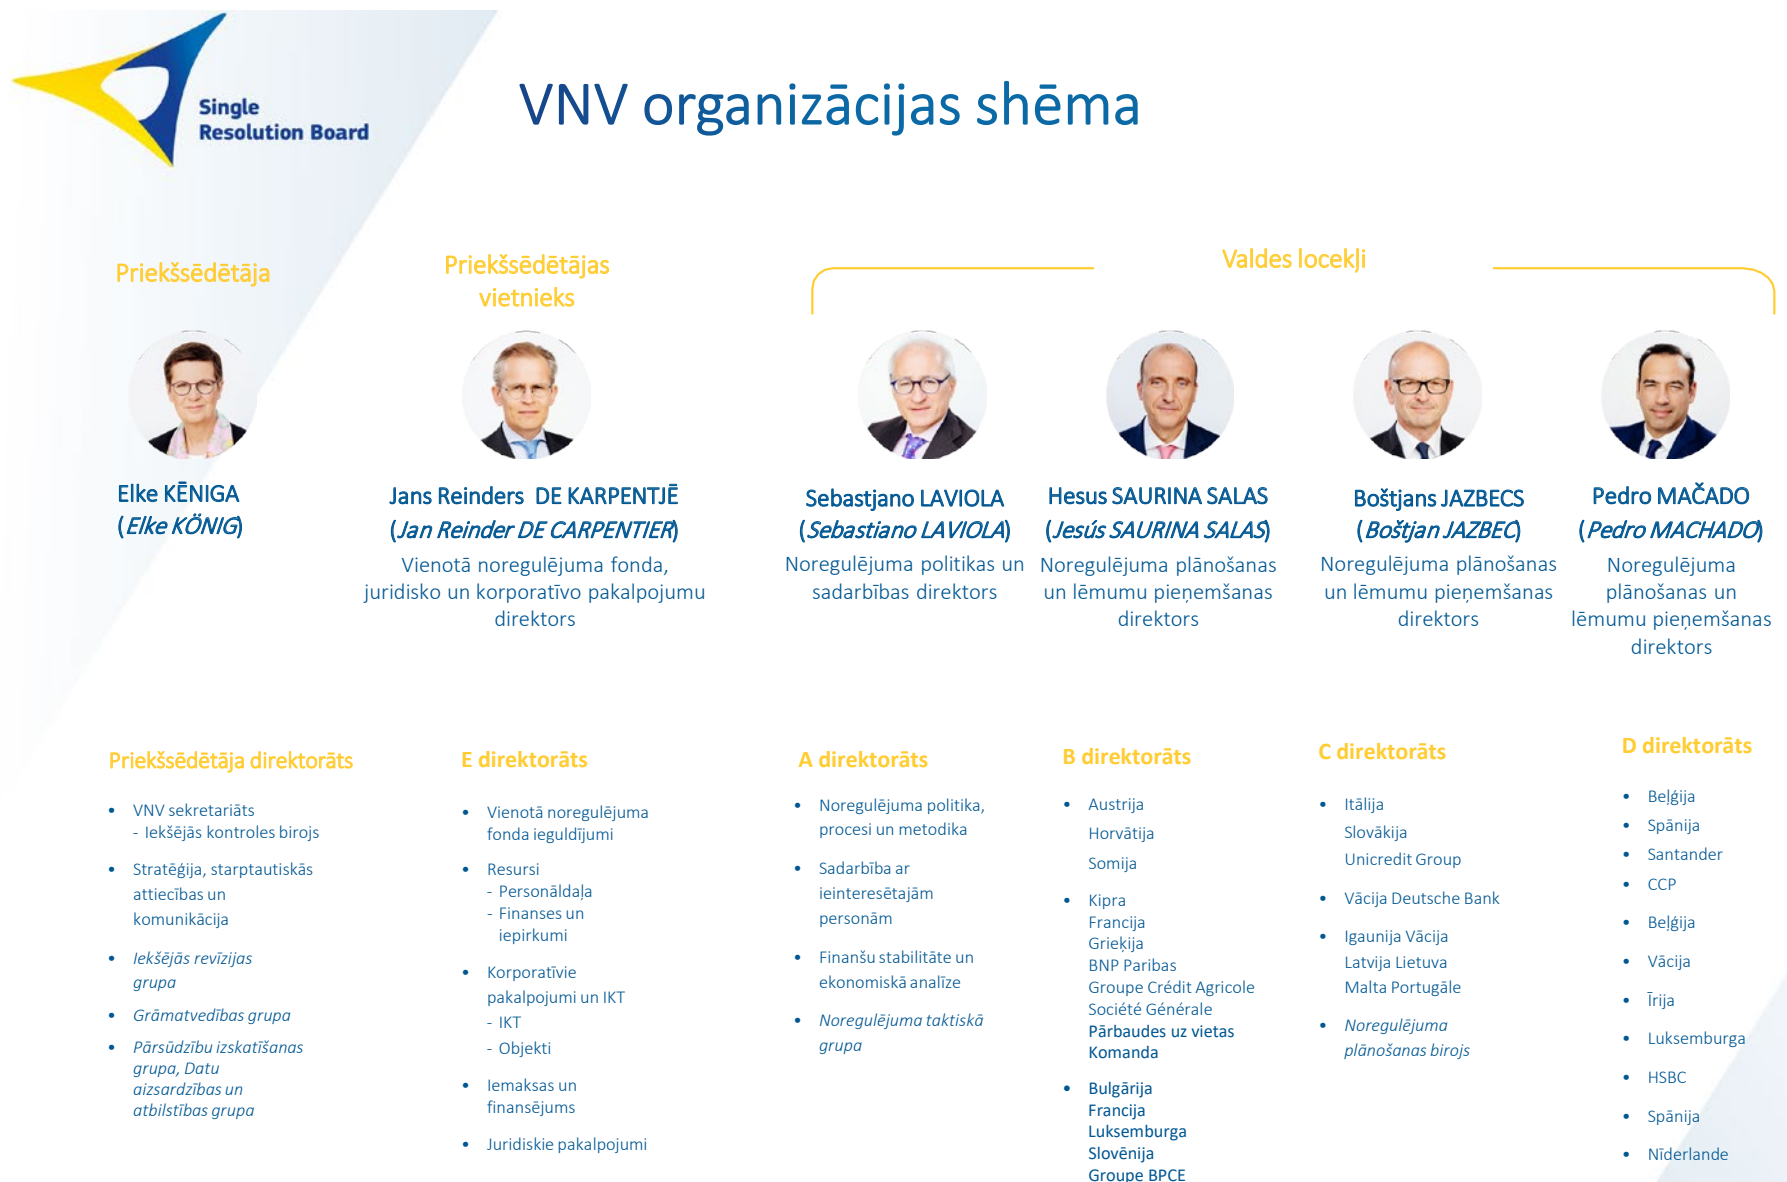 Single
Resolution Board
VNV organizācijas shēma
Priekšsēdētāja
Priekšsēdētājas
vietnieks
Valdes locekļi
Elke KĒNIGA
(Elke KÖNIG)
Jans Reinders DE KARPENTJĒ
(Jan Reinder DE CARPENTIER)
Vienotā noregulējuma fonda,
juridisko un korporatīvo pakalpojumu
direktors
Sebastjano LAVIOLA
(Sebastiano LAVIOLA)
Noregulējuma politikas un
sadarbības direktors
Hesus SAURINA SALAS
(Jesús SAURINA SALAS)
Noregulējuma plānošanas
un lēmumu pieņemšanas
direktors
Boštjans JAZBECS
(Boštjan JAZBEC)
Noregulējuma plānošanas
un lēmumu pieņemšanas
direktors
Pedro MAČADO
(Pedro MACHADO)
Noregulējuma
plānošanas un
lēmumu pieņemšanas
direktors
Priekšsēdētāja direktorāts
• VNV sekretariāts
- Iekšējās kontroles birojs
• Stratēģija, starptautiskās
attiecības un
komunikācija
• Iekšējās revīzijas
grupa
• Grāmatvedības grupa
• Pārsūdzību izskatīšanas
grupa, Datu
aizsardzības un
atbilstības grupa
E direktorāts
• Vienotā noregulējuma
fonda ieguldījumi
• Resursi
- Personāldaļa
- Finanses un
iepirkumi
• Korporatīvie
pakalpojumi un IKT
- IKT
- Objekti
• Iemaksas un
finansējums
• Juridiskie pakalpojumi
A direktorāts
• Noregulējuma politika,
procesi un metodika
• Sadarbība ar
ieinteresētajām
personām
• Finanšu stabilitāte un
ekonomiskā analīze
• Noregulējuma taktiskā
grupa
B direktorāts
• Austrija
Horvātija
Somija
• Kipra
Francija
Grieķija
BNP Paribas
Groupe Crédit Agricole
Société Générale
Pārbaudes uz vietas
Komanda
• Bulgārija
Francija
Luksemburga
Slovēnija
Groupe BPCE
C direktorāts
• Itālija
Slovākija
Unicredit Group
• Vācija Deutsche Bank
• Igaunija Vācija
Latvija Lietuva
Malta Portugāle
• Noregulējuma
plānošanas birojs
D direktorāts
• Beļģija
• Spānija
• Santander
• CCP
• Beļģija
• Vācija
• Īrija
• Luksemburga
• HSBC
• Spānija
• Nīderlande